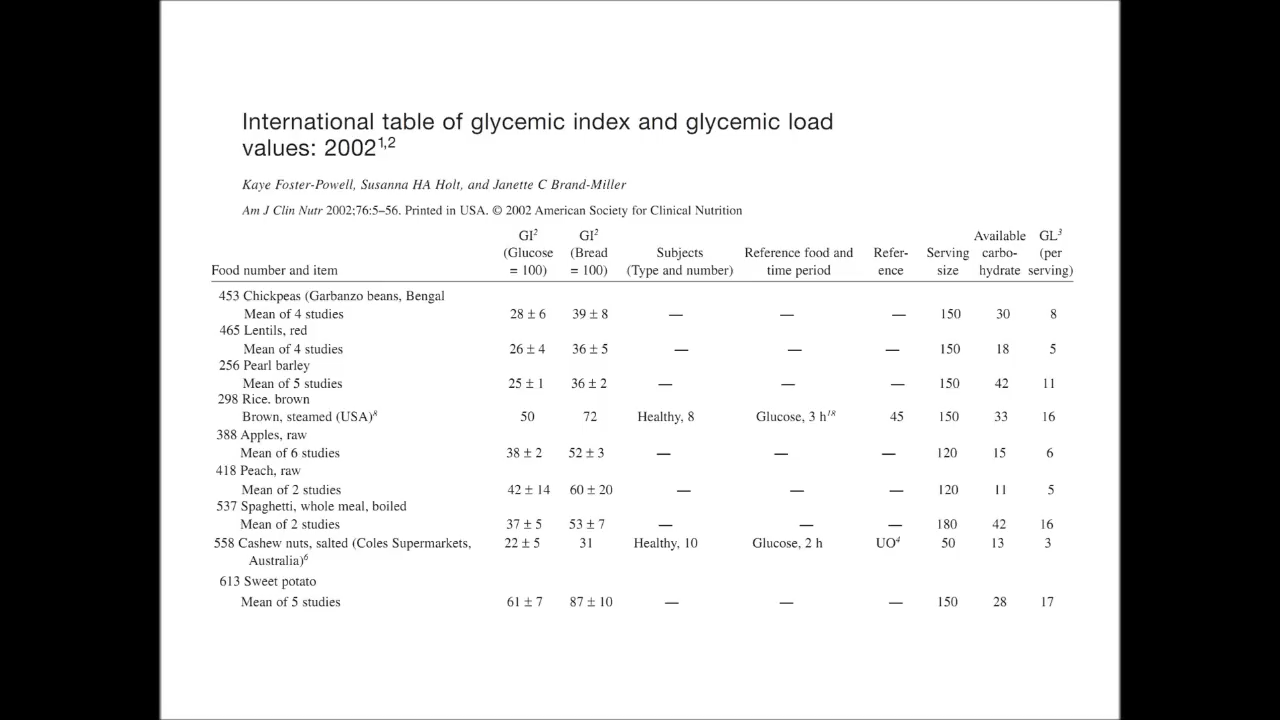 International table of glycemic index and glycemic load
values: 2002¹,²
Kaye Foster-Powell, Susanna HA Holt, and Janette C Brand-Miller
Am J Clin Nutr 2002;76:5–56. Printed in USA. © 2002 American Society for Clinical Nutrition
GI² GI² Available GL³
(Glucose (Bread Subjects Reference food and Refer- Serving carbo- (per
Food number and item = 100) = 100) (Type and number) time period ence size hydrate serving)
453 Chickpeas (Garbanzo beans, Bengal
Mean of 4 studies 28 ± 6 39 ± 8 — — — 150 30 8
465 Lentils, red
Mean of 4 studies 26 ± 4 36 ± 5 — — — 150 18 5
256 Pearl barley
Mean of 5 studies 25 ± 1 36 ± 2 — — — 150 42 11
298 Rice. brown
Brown, steamed (USA)⁸ 50 72 Healthy, 8 Glucose, 3 h¹⁸ 45 150 33 16
388 Apples, raw
Mean of 6 studies 38 ± 2 52 ± 3 — — — 120 15 6
418 Peach, raw
Mean of 2 studies 42 ± 14 60 ± 20 — — — 120 11 5
537 Spaghetti, whole meal, boiled
Mean of 2 studies 37 ± 5 53 ± 7 — — — 180 42 16
558 Cashew nuts, salted (Coles Supermarkets, 22 ± 5 31 Healthy, 10 Glucose, 2 h UO⁴ 50 13 3
Australia)⁶
613 Sweet potato
Mean of 5 studies 61 ± 7 87 ± 10 — — — 150 28 17